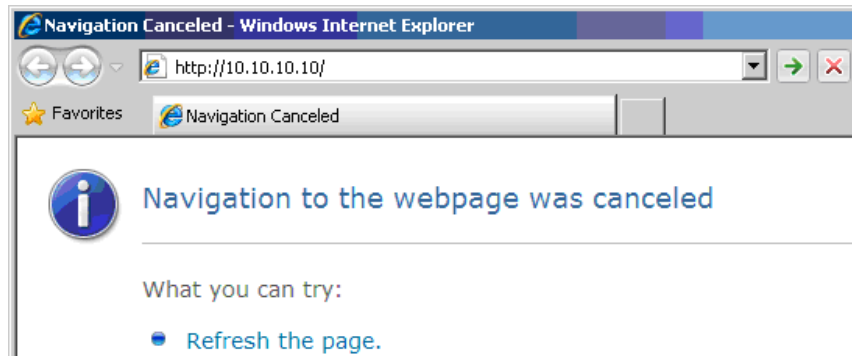 Navigation Canceled - Windows Internet Explorer
http://10.10.10.10/
Favorites
Navigation Canceled
Navigation to the webpage was canceled
What you can try:
Refresh the page.